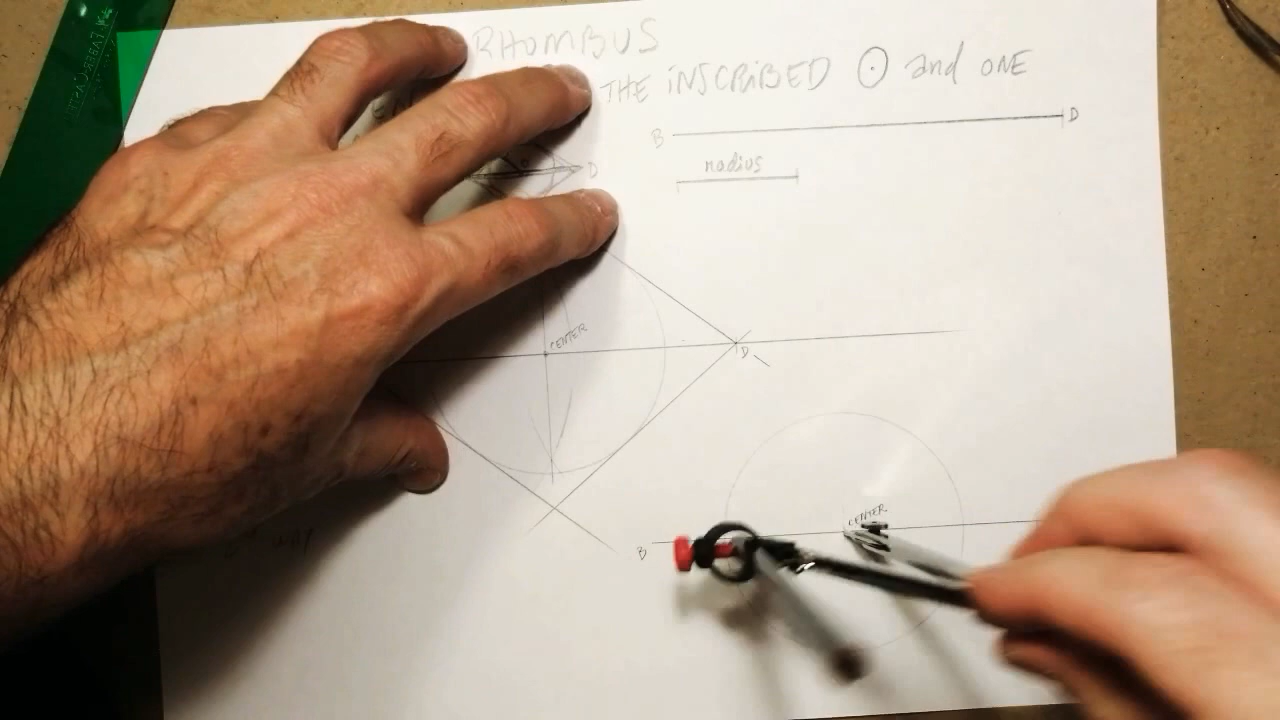 RHOMBUS
THE INSCRIBED ⊙ and ONE
B D
radius
D
CENTER
D
CENTER
B